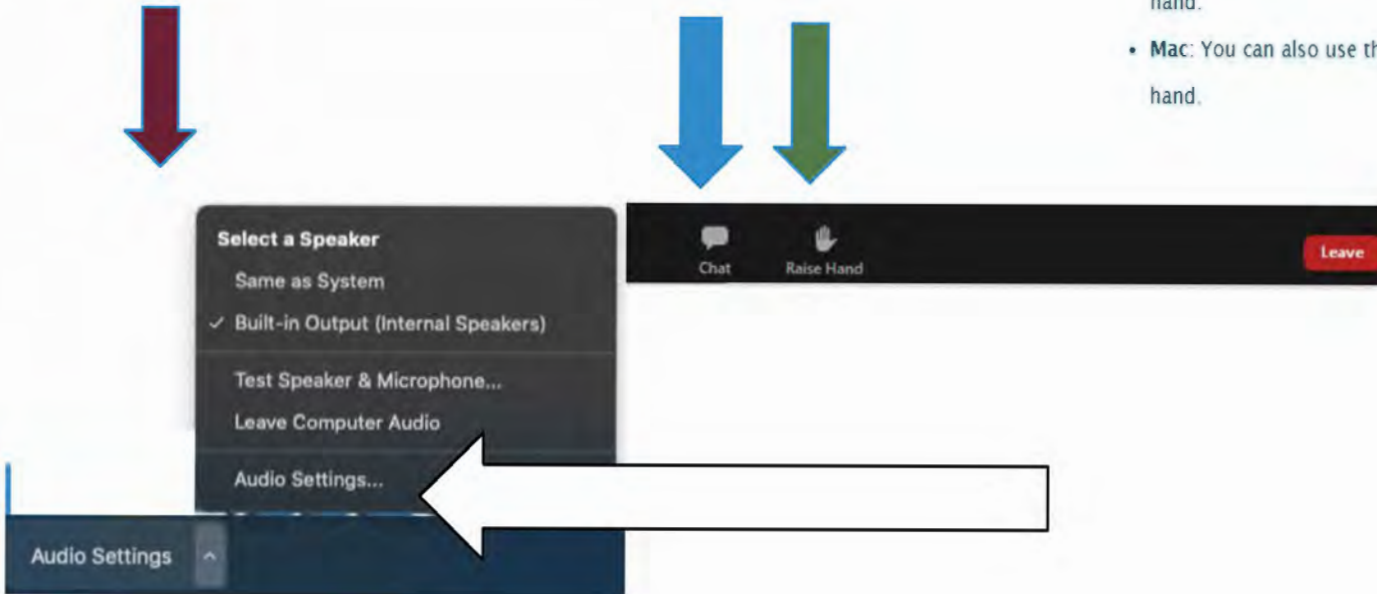 hand.
• Mac: You can also use th
hand.
Select a Speaker
Same as System
✓ Built-in Output (Internal Speakers)
Test Speaker & Microphone...
Leave Computer Audio
Audio Settings...
Audio Settings ^
Chat
Raise Hand
Leave